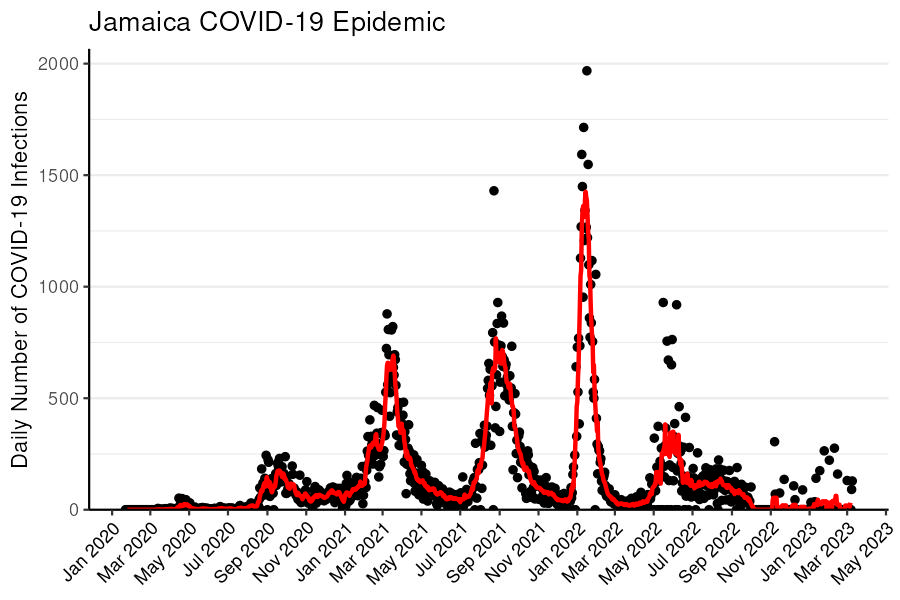 Jamaica COVID-19 Epidemic
Daily Number of COVID-19 Infections
2000
1500
1000
500
0
Jan 2020
Mar 2020
May 2020
Jul 2020
Sep 2020
Nov 2020
Jan 2021
Mar 2021
May 2021
Jul 2021
Sep 2021
Nov 2021
Jan 2022
Mar 2022
May 2022
Jul 2022
Sep 2022
Nov 2022
Jan 2023
Mar 2023
May 2023